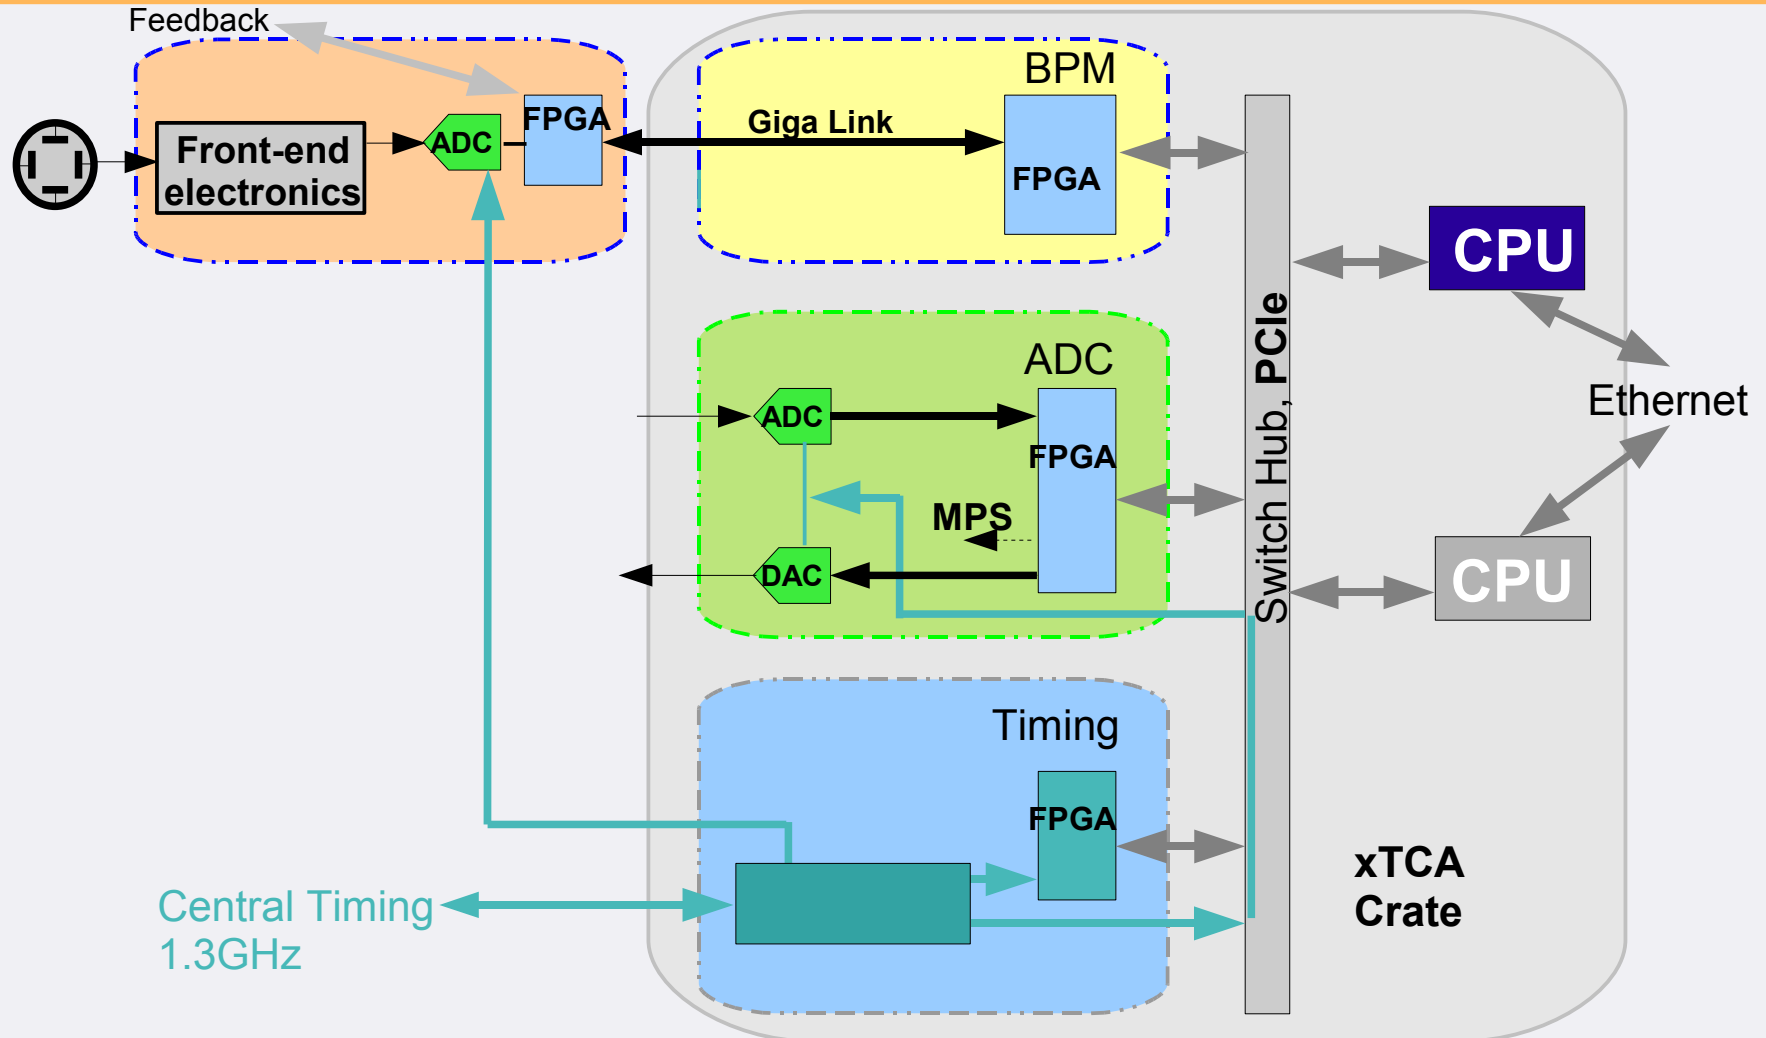 Feedback
BPM
FPGA
Giga Link
ADC
Front-end
electronics
FPGA
CPU
Switch Hub, PCIe
ADC
Ethernet
ADC
FPGA
MPS
DAC
CPU
Timing
FPGA
xTCA
Crate
Central Timing
1.3GHz